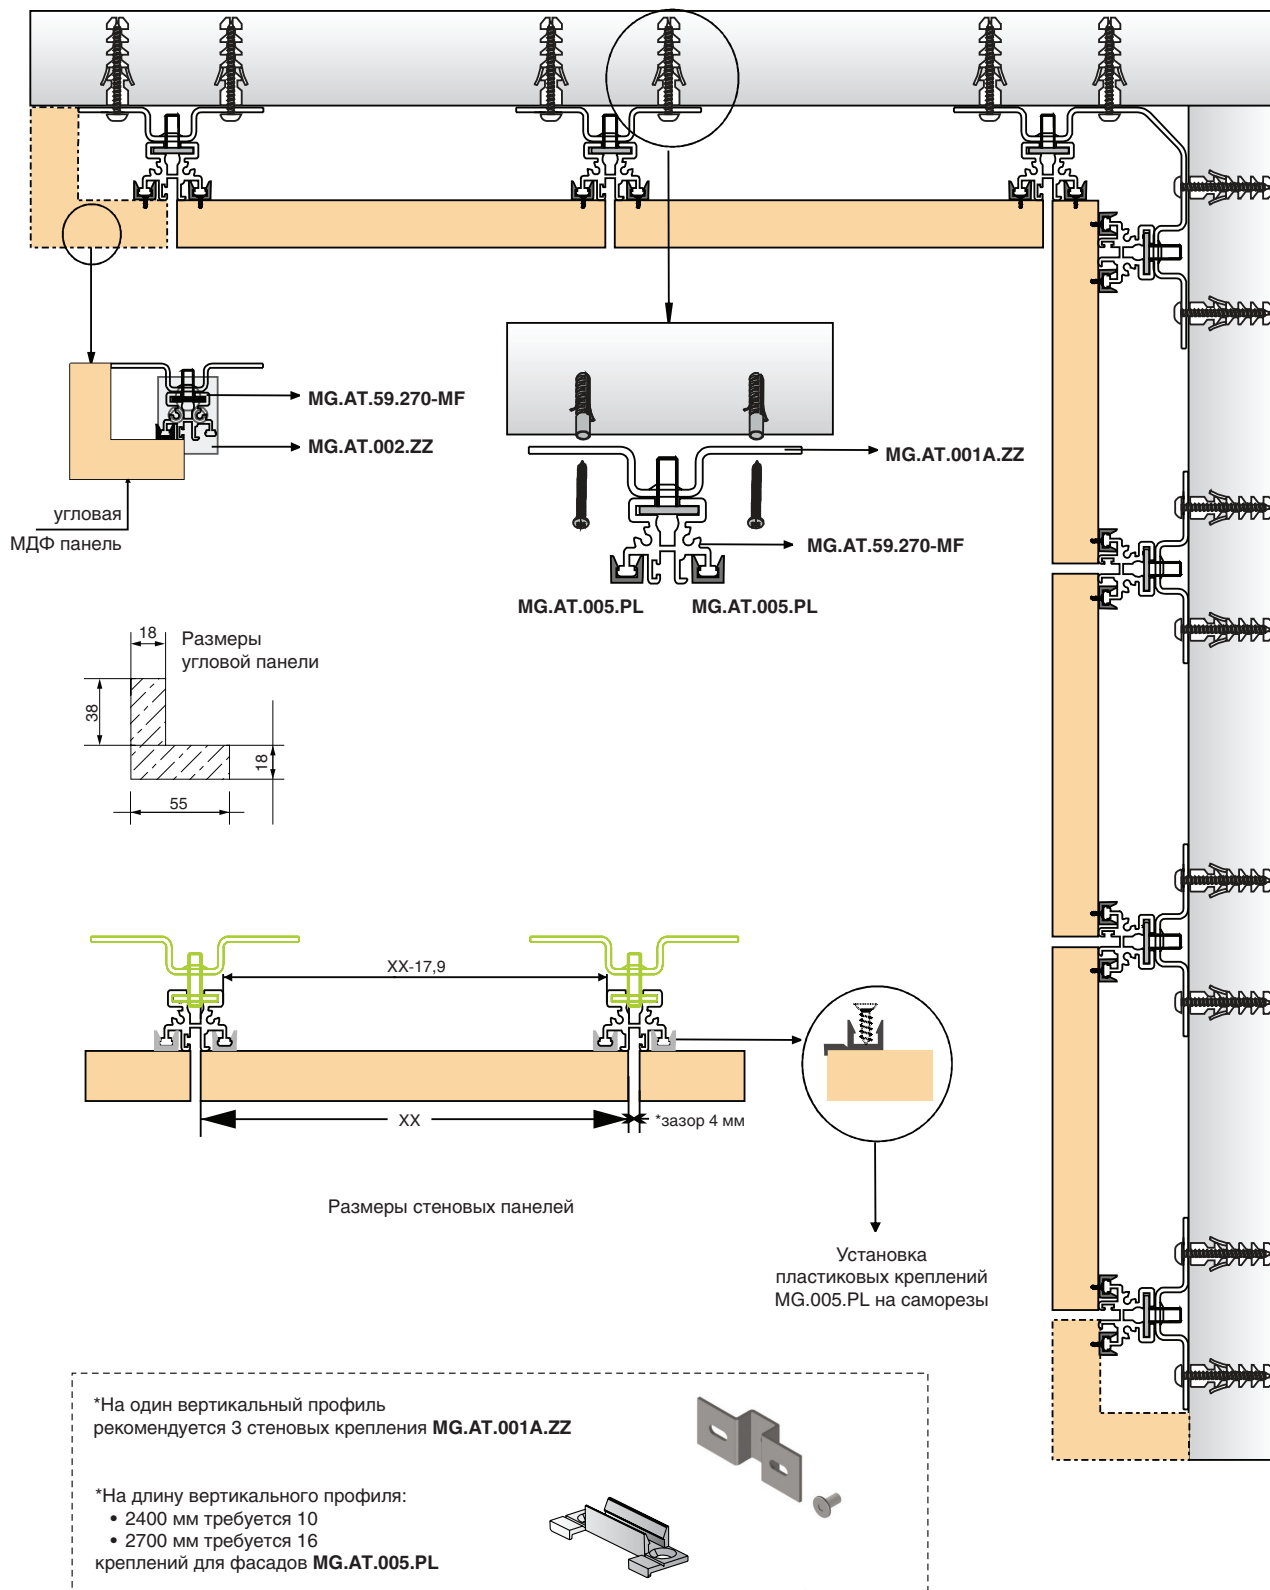 MG.AT.59.270-MF
MG.AT.002.ZZ
угловая
МДФ панель
MG.AT.001A.ZZ
MG.AT.59.270-MF
MG.AT.005.PL MG.AT.005.PL
18
Размеры
угловой панели
38
18
55
XX-17,9
XX
*зазор 4 мм
Размеры стеновых панелей
Установка
пластиковых креплений
MG.005.PL на саморезы
*На один вертикальный профиль
рекомендуется 3 стеновых крепления MG.AT.001A.ZZ
*На длину вертикального профиля:
• 2400 мм требуется 10
• 2700 мм требуется 16
креплений для фасадов MG.AT.005.PL